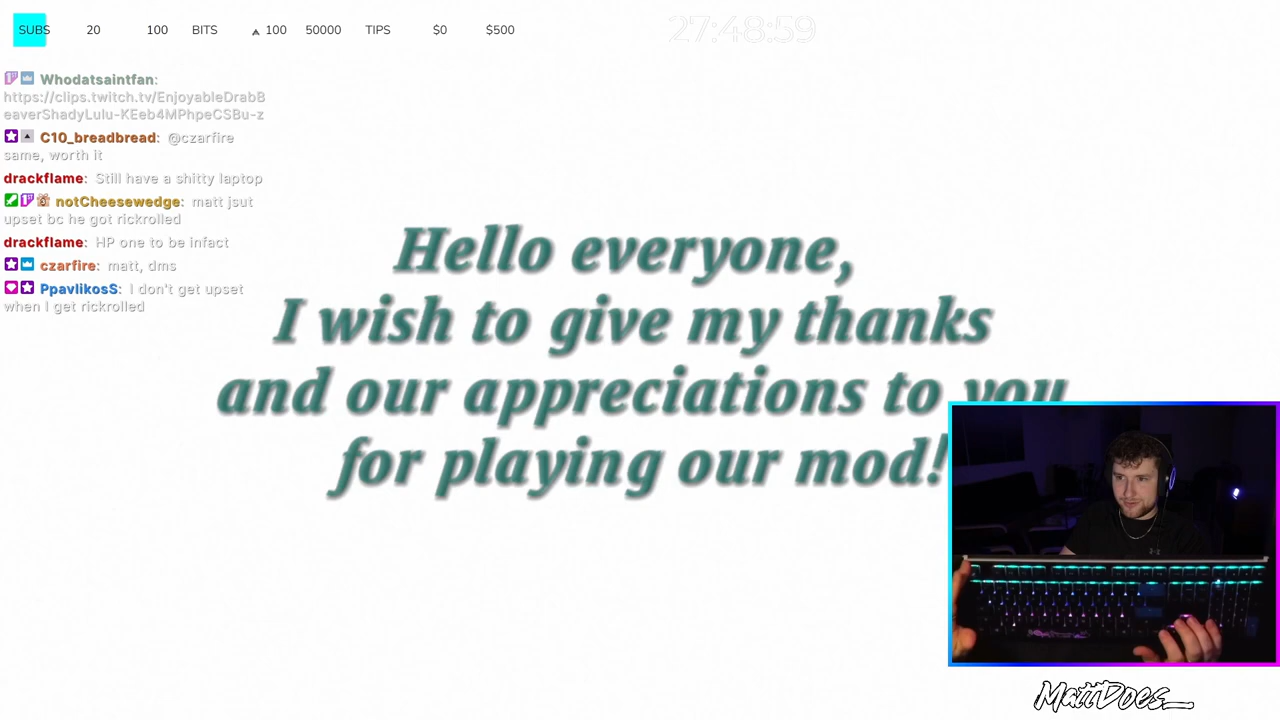 SUBS 20 100 BITS 100 50000 TIPS $0 $500
27:48:59
Whodatsaintfan:
https://clips.twitch.tv/EnjoyableDrabB
eaverShadyLulu-KEeb4MPhpeCSBu-z
C10_breadbread: @czarfire
same, worth it
drackflame: Still have a shitty laptop
notCheesewedge: matt jsut
upset bc he got rickrolled
drackflame: HP one to be infact
czarfire: matt, dms
PpavlikosS: I don't get upset
when I get rickrolled
Hello everyone,
I wish to give my thanks
and our appreciations to you
for playing our mod!
MattDoes_